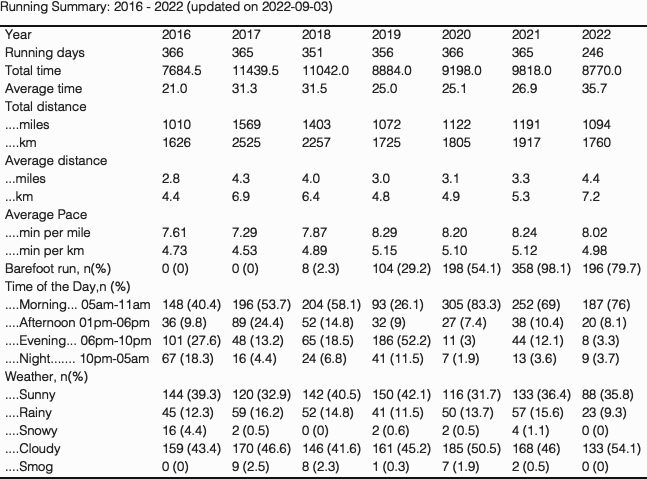 Running Summary: 2016 - 2022 (updated on 2022-09-03)
Year 2016 2017 2018 2019 2020 2021 2022
Running days 366 365 351 356 366 365 246
Total time 7684.5 11439.5 11042.0 8884.0 9198.0 9818.0 8770.0
Average time 21.0 31.3 31.5 25.0 25.1 26.9 35.7
Total distance
....miles 1010 1569 1403 1072 1122 1191 1094
....km 1626 2525 2257 1725 1805 1917 1760
Average distance
...miles 2.8 4.3 4.0 3.0 3.1 3.3 4.4
...km 4.4 6.9 6.4 4.8 4.9 5.3 7.2
Average Pace
....min per mile 7.61 7.29 7.87 8.29 8.20 8.24 8.02
....min per km 4.73 4.53 4.89 5.15 5.10 5.12 4.98
Barefoot run, n(%) 0 (0) 0 (0) 8 (2.3) 104 (29.2) 198 (54.1) 358 (98.1) 196 (79.7)
Time of the Day,n (%)
....Morning... 05am-11am 148 (40.4) 196 (53.7) 204 (58.1) 93 (26.1) 305 (83.3) 252 (69) 187 (76)
....Afternoon 01pm-06pm 36 (9.8) 89 (24.4) 52 (14.8) 32 (9) 27 (7.4) 38 (10.4) 20 (8.1)
....Evening... 06pm-10pm 101 (27.6) 48 (13.2) 65 (18.5) 186 (52.2) 11 (3) 44 (12.1) 8 (3.3)
....Night....... 10pm-05am 67 (18.3) 16 (4.4) 24 (6.8) 41 (11.5) 7 (1.9) 13 (3.6) 9 (3.7)
Weather, n(%)
....Sunny 144 (39.3) 120 (32.9) 142 (40.5) 150 (42.1) 116 (31.7) 133 (36.4) 88 (35.8)
....Rainy 45 (12.3) 59 (16.2) 52 (14.8) 41 (11.5) 50 (13.7) 57 (15.6) 23 (9.3)
....Snowy 16 (4.4) 2 (0.5) 0 (0) 2 (0.6) 2 (0.5) 4 (1.1) 0 (0)
....Cloudy 159 (43.4) 170 (46.6) 146 (41.6) 161 (45.2) 185 (50.5) 168 (46) 133 (54.1)
....Smog 0 (0) 9 (2.5) 8 (2.3) 1 (0.3) 7 (1.9) 2 (0.5) 0 (0)